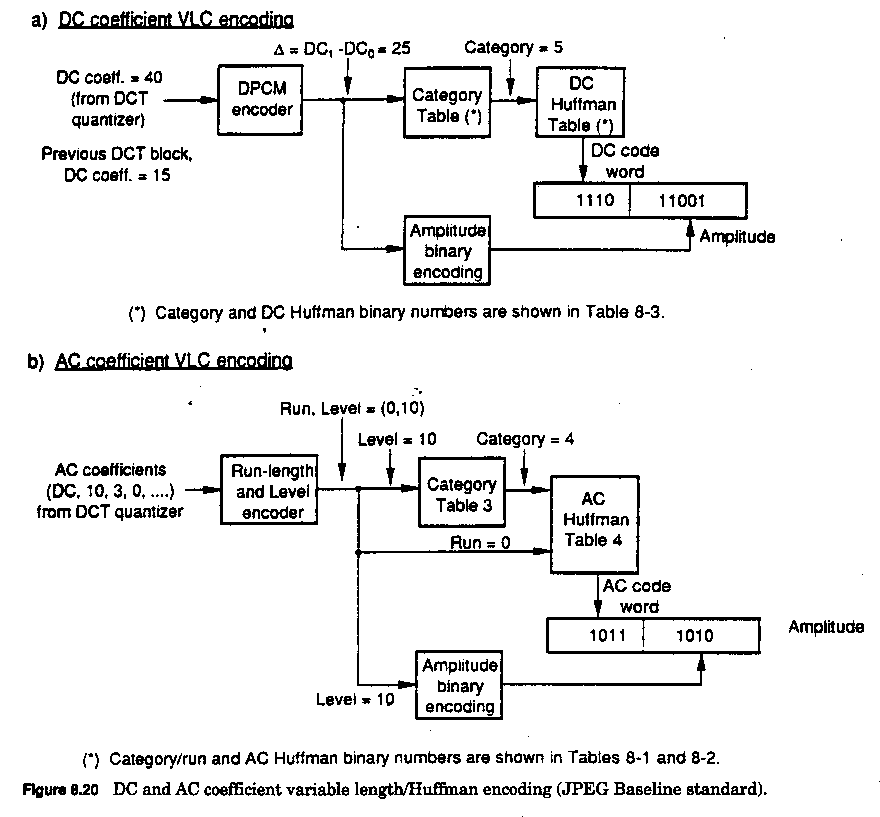 a) DC coefficient VLC encoding
Δ = DC₁ -DC₀ = 25
Category = 5
DC coeff. = 40
(from DCT
quantizer)
DPCM
encoder
Category
Table (*)
DC
Huffman
Table (*)
Previous DCT block,
DC coeff. = 15
DC code
word
1110
11001
Amplitude
binary
encoding
Amplitude
(*) Category and DC Huffman binary numbers are shown in Table 8-3.
b) AC coefficient VLC encoding
Run, Level = (0,10)
Level = 10
Category = 4
AC coefficients
(DC, 10, 3, 0, ....)
from DCT quantizer
Run-length
and Level
encoder
Category
Table 3
AC
Huffman
Table 4
Run = 0
AC code
word
1011
1010
Amplitude
Amplitude
binary
encoding
Level = 10
(*) Category/run and AC Huffman binary numbers are shown in Tables 8-1 and 8-2.
Figure 8.20 DC and AC coefficient variable length/Huffman encoding (JPEG Baseline standard).